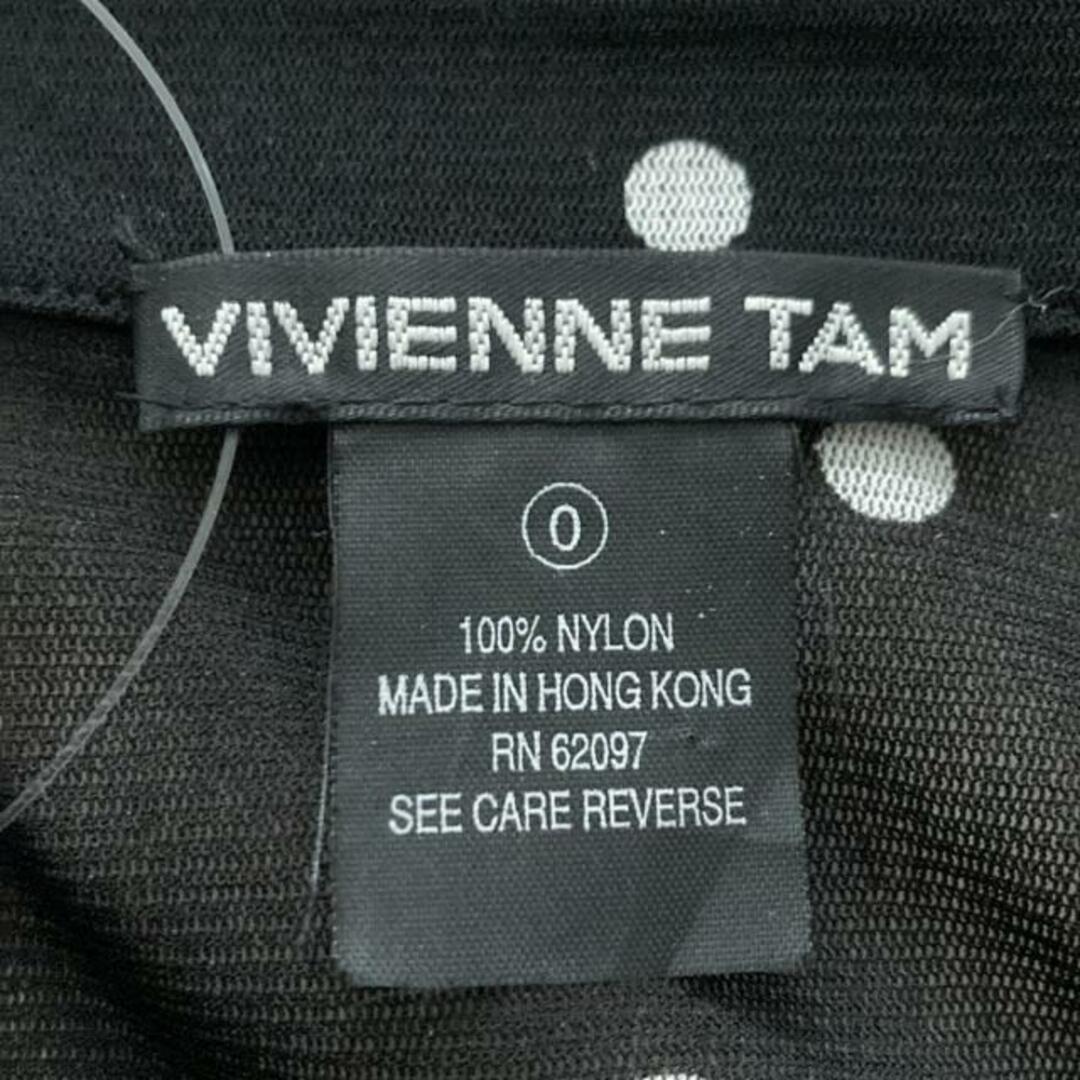 VIVIENNE TAM
0
100% NYLON
MADE IN HONG KONG
RN 62097
SEE CARE REVERSE